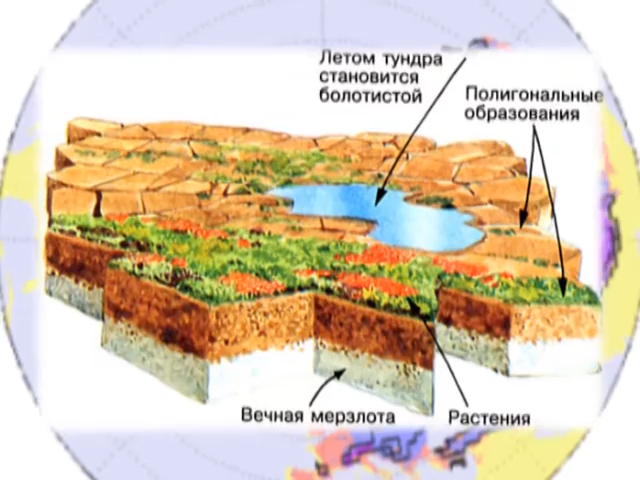 Летом тундра
становится
болотистой
Полигональные
образования
Вечная мерзлота
Растения